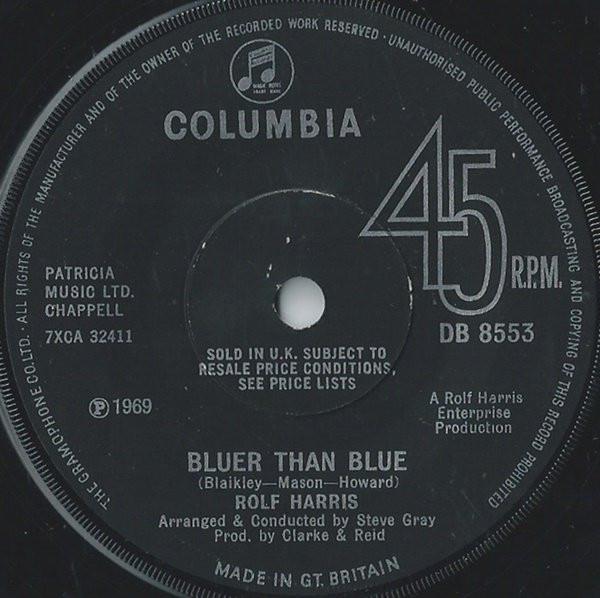 THE GRAMOPHONE CO. LTD. · ALL RIGHTS OF THE MANUFACTURER AND OF THE OWNER OF THE RECORDED WORK RESERVED · UNAUTHORISED PUBLIC PERFORMANCE BROADCASTING AND COPYING OF THIS RECORD PROHIBITED
COLUMBIA
45
R.P.M.
DB 8553
PATRICIA
MUSIC LTD.
CHAPPELL
7XCA 32411
SOLD IN U.K. SUBJECT TO
RESALE PRICE CONDITIONS,
SEE PRICE LISTS
Ⓟ 1969
A Rolf Harris
Enterprise
Production
BLUER THAN BLUE
(Blaikley—Mason—Howard)
ROLF HARRIS
Arranged & Conducted by Steve Gray
Prod. by Clarke & Reid
MADE IN GT. BRITAIN